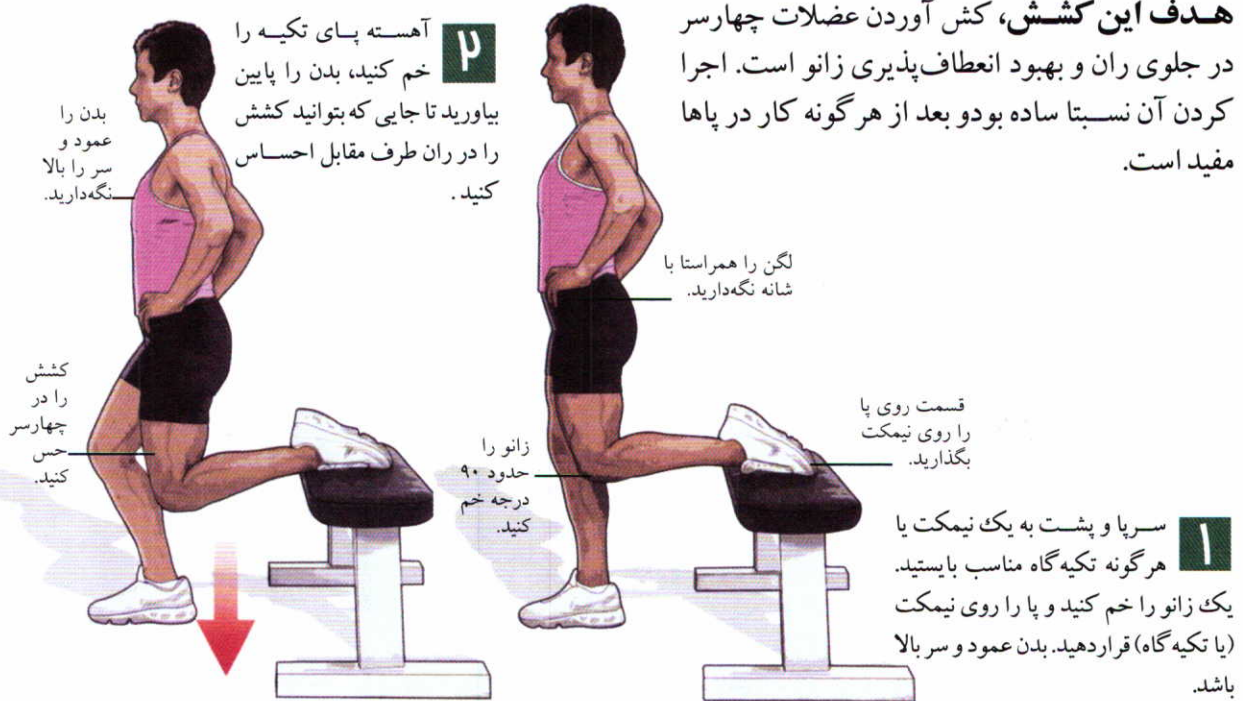 هدف این کشش، کش آوردن عضلات چهارسر
در جلوی ران و بهبود انعطاف‌پذیری زانو است. اجرا
کردن آن نسبتا ساده بودو بعد از هرگونه کار در پاها
مفید است.
۱
سرپا و پشت به یک نیمکت یا
هرگونه تکیه‌گاه مناسب بایستید.
یک زانو را خم کنید و پا را روی نیمکت
(یا تکیه‌گاه) قراردهید. بدن عمود و سر بالا
باشد.
لگن را همراستا با
شانه نگه‌دارید.
قسمت روی پا
را روی نیمکت
بگذارید.
زانو را
حدود ۹۰
درجه خم
کنید.
۲
آهسته پای تکیه را
خم کنید، بدن را پایین
بیاورید تا جایی که بتوانید کشش
را در ران طرف مقابل احساس
کنید.
بدن را
عمود و
سر را بالا
نگه‌دارید.
کشش
را در
چهارسر
حس
کنید.